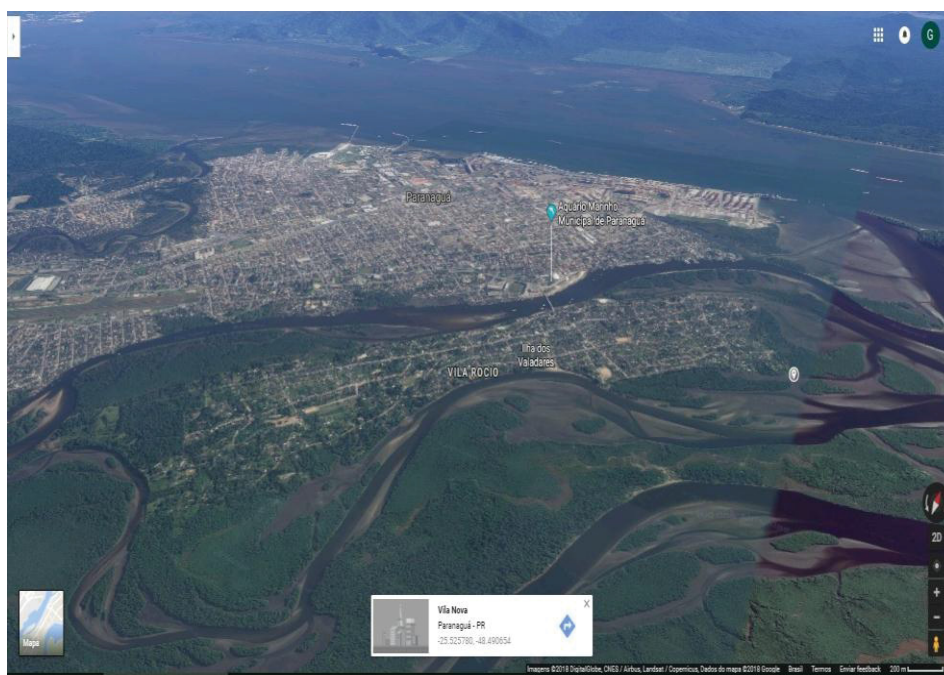 G
Paranaguá
Aquário Marinho
Municipal de Paranaguá
Ilha dos
Valadares
VILA ROCIO
2D
+
-
Mapa
Vila Nova
Paranaguá - PR
-25.525780, -48.490654
X
Imagens ©2018 DigitalGlobe, CNES / Airbus, Landsat / Copernicus, Dados do mapa ©2018 Google Brasil Termos Enviar feedback 200 m